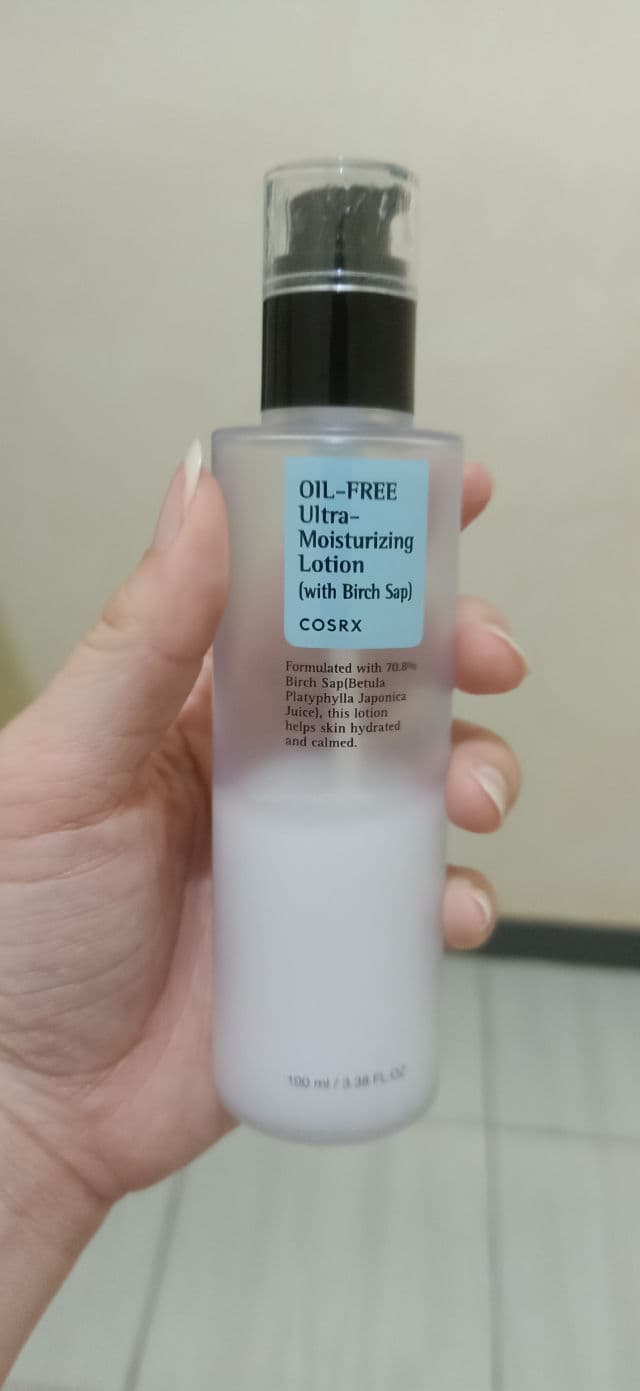 OIL-FREE
Ultra-
Moisturizing
Lotion
(with Birch Sap)
COSRX
Formulated with 70.8%
Birch Sap(Betula
Platyphylla Japonica
Juice), this lotion
helps skin hydrated
and calmed.
100 ml / 3.38 FL OZ